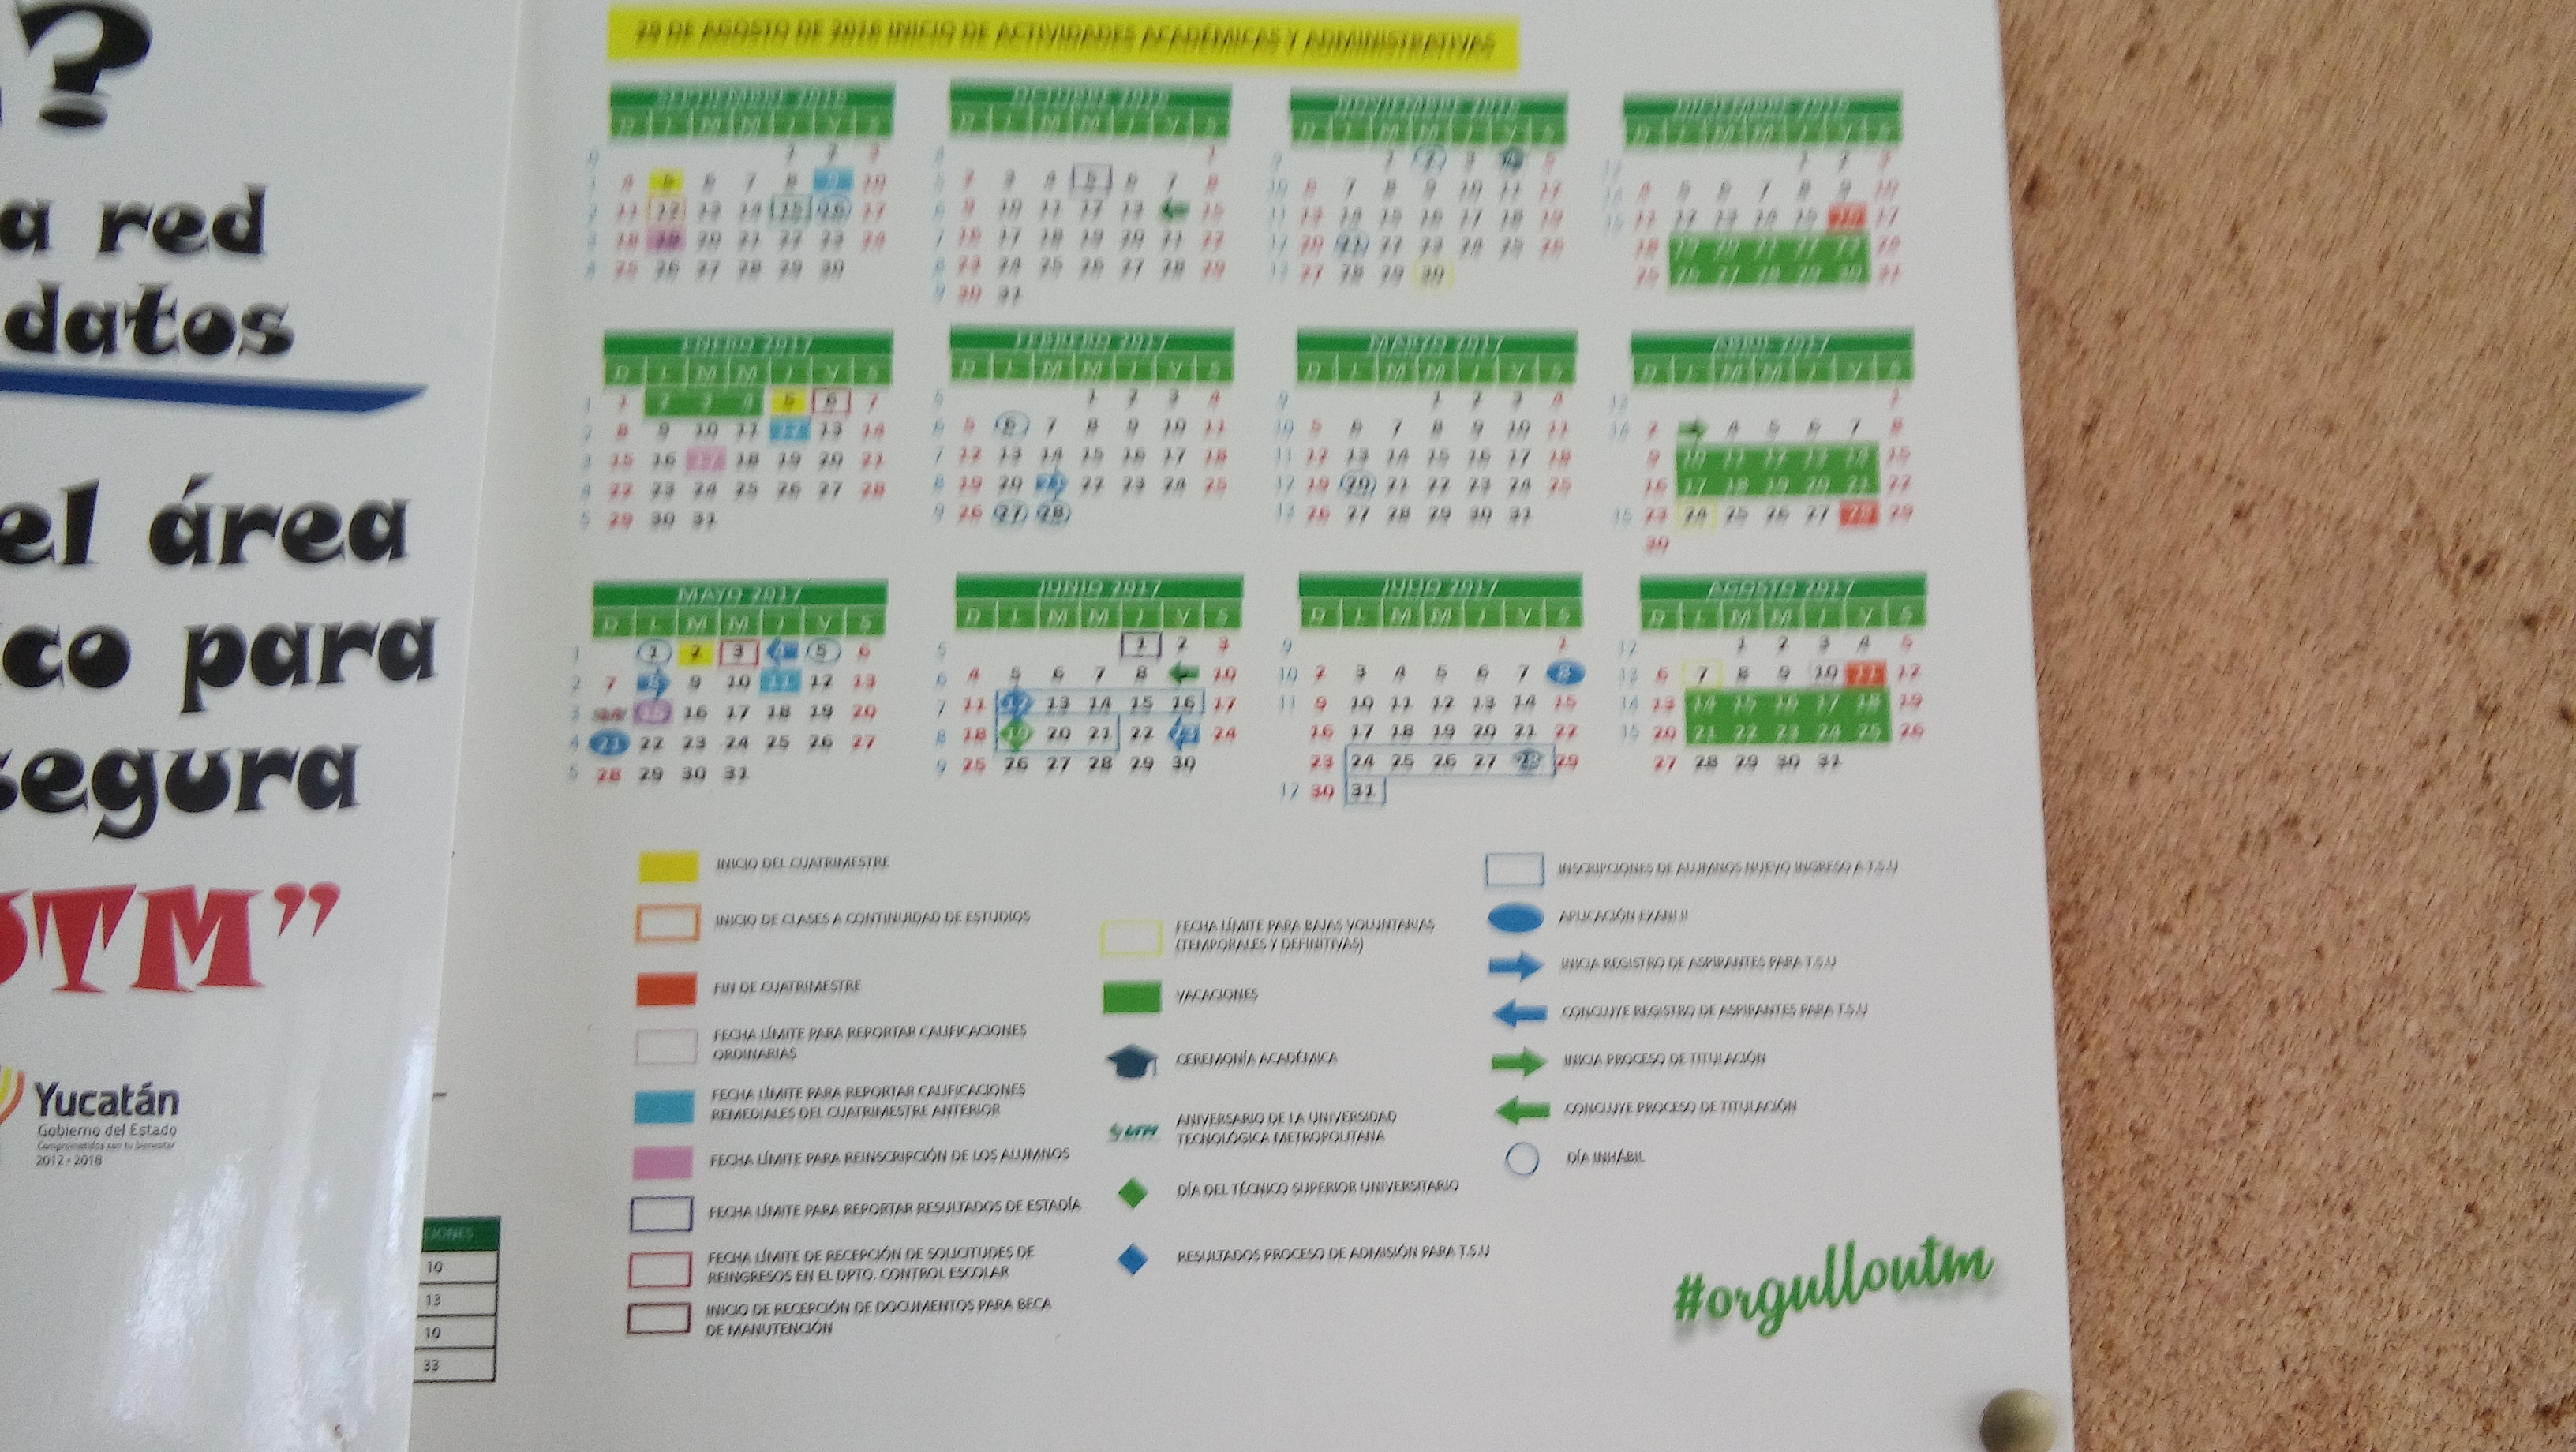 ?
a red
datos
el área
co para
segura
UTM”
Yucatán
Gobierno del Estado
Comprometidos con tu bienestar
2012 • 2018
CIONES
10
13
10
33
29 DE AGOSTO DE 2016 INICIO DE ACTIVIDADES ACADÉMICAS Y ADMINISTRATIVAS
SEPTIEMBRE 2016
D L M M J V S
1 2 3
4 5 6 7 8 9 10
11 12 13 14 15 16 17
18 19 20 21 22 23 24
25 26 27 28 29 30
OCTUBRE 2016
D L M M J V S
1
2 3 4 5 6 7 8
9 10 11 12 13 15
16 17 18 19 20 21 22
23 24 25 26 27 28 29
30 31
NOVIEMBRE 2016
D L M M J V S
1 2 3 5
6 7 8 9 10 11 12
13 14 15 16 17 18 19
20 21 22 23 24 25 26
27 28 29 30
DICIEMBRE 2016
D L M M J V S
1 2 3
4 5 6 7 8 9 10
11 12 13 14 15 16 17
18 19 20 21 22 23 24
25 26 27 28 29 30 31
ENERO 2017
D L M M J V S
1 1 2 3 4 5 6 7
2 8 9 10 11 12 13 14
3 15 16 17 18 19 20 21
4 22 23 24 25 26 27 28
5 29 30 31
FEBRERO 2017
D L M M J V S
5 1 2 3 4
6 5 6 7 8 9 10 11
7 12 13 14 15 16 17 18
8 19 20 21 22 23 24 25
9 26 27 28
MARZO 2017
D L M M J V S
9 1 2 3 4
10 5 6 7 8 9 10 11
11 12 13 14 15 16 17 18
12 19 20 21 22 23 24 25
13 26 27 28 29 30 31
ABRIL 2017
D L M M J V S
13 1
14 2 4 5 6 7 8
9 10 11 12 13 14 15
16 17 18 19 20 21 22
15 23 24 25 26 27 28 29
30
MAYO 2017
D L M M J V S
1 1 2 3 4 5 6
2 7 8 9 10 11 12 13
3 14 15 16 17 18 19 20
4 21 22 23 24 25 26 27
5 28 29 30 31
JUNIO 2017
D L M M J V S
5 1 2 3
6 4 5 6 7 8 10
7 11 12 13 14 15 16 17
8 18 19 20 21 22 23 24
9 25 26 27 28 29 30
JULIO 2017
D L M M J V S
9 1
10 2 3 4 5 6 7 8
11 9 10 11 12 13 14 15
16 17 18 19 20 21 22
23 24 25 26 27 28 29
12 30 31
AGOSTO 2017
D L M M J V S
12 1 2 3 4 5
13 6 7 8 9 10 11 12
14 13 14 15 16 17 18 19
15 20 21 22 23 24 25 26
27 28 29 30 31
INICIO DEL CUATRIMESTRE
INICIO DE CLASES A CONTINUIDAD DE ESTUDIOS
FIN DE CUATRIMESTRE
FECHA LÍMITE PARA REPORTAR CALIFICACIONES
ORDINARIAS
FECHA LÍMITE PARA REPORTAR CALIFICACIONES
REMEDIALES DEL CUATRIMESTRE ANTERIOR
FECHA LÍMITE PARA REINSCRIPCIÓN DE LOS ALUMNOS
FECHA LÍMITE PARA REPORTAR RESULTADOS DE ESTADÍA
FECHA LÍMITE DE RECEPCIÓN DE SOLICITUDES DE
REINGRESOS EN EL DPTO. CONTROL ESCOLAR
INICIO DE RECEPCIÓN DE DOCUMENTOS PARA BECA
DE MANUTENCIÓN
FECHA LÍMITE PARA BAJAS VOLUNTARIAS
(TEMPORALES Y DEFINITIVAS)
VACACIONES
CEREMONÍA ACADÉMICA
UTM
ANIVERSARIO DE LA UNIVERSIDAD
TECNOLÓGICA METROPOLITANA
DÍA DEL TÉCNICO SUPERIOR UNIVERSITARIO
RESULTADOS PROCESO DE ADMISIÓN PARA T.S.U
INSCRIPCIONES DE ALUMNOS NUEVO INGRESO A T.S.U
APLICACIÓN EXANI II
INICIA REGISTRO DE ASPIRANTES PARA T.S.U
CONCLUYE REGISTRO DE ASPIRANTES PARA T.S.U
INICIA PROCESO DE TITULACIÓN
CONCLUYE PROCESO DE TITULACIÓN
DÍA INHÁBIL
#orgulloutm